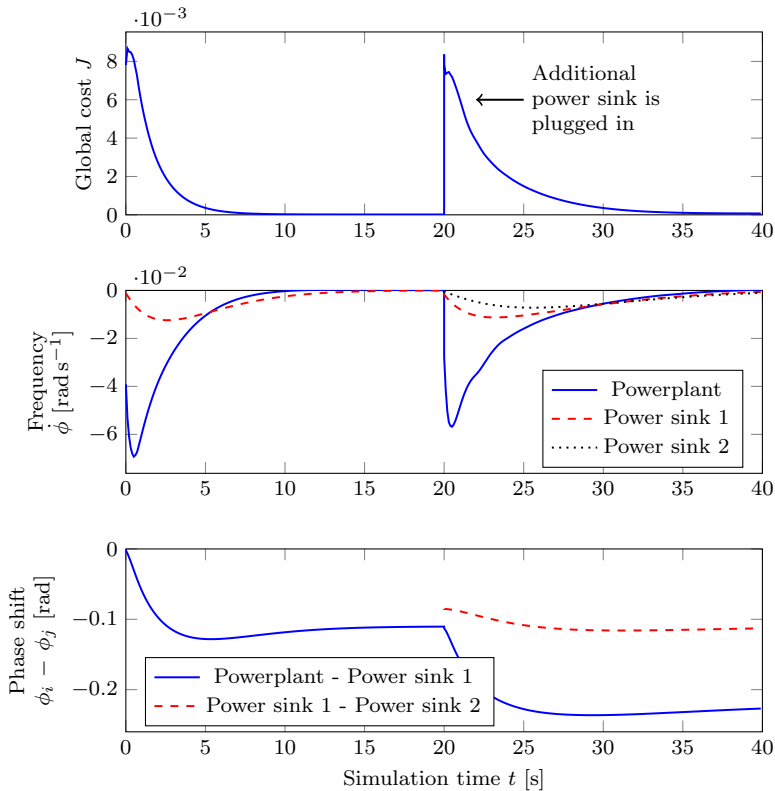 ·10−3
8
6
4
2
0
Global cost J
Additional
power sink is
plugged in
0 5 10 15 20 25 30 35 40
·10−2
0
−2
−4
−6
Frequency
ϕ̇ [rad s−1]
Powerplant
Power sink 1
Power sink 2
0 5 10 15 20 25 30 35 40
0
−0.1
−0.2
Phase shift
ϕi − ϕj [rad]
Powerplant - Power sink 1
Power sink 1 - Power sink 2
0 5 10 15 20 25 30 35 40
Simulation time t [s]